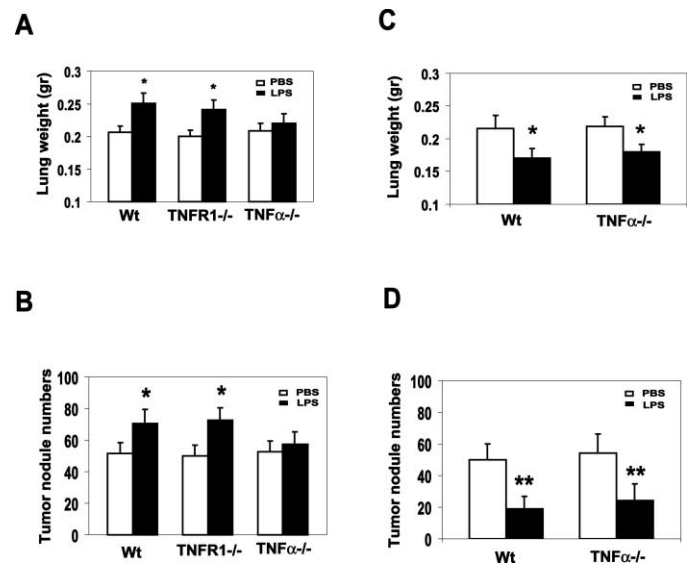 A
Lung weight (gr)
0.3
0.25
0.2
0.15
0.1
PBS
LPS
*
*
Wt
TNFR1-/-
TNFα-/-
C
Lung weight (gr)
0.3
0.25
0.2
0.15
0.1
PBS
LPS
*
*
Wt
TNFα-/-
B
Tumor nodule numbers
100
80
60
40
20
0
PBS
LPS
*
*
Wt
TNFR1-/-
TNFα-/-
D
Tumor nodule numbers
100
80
60
40
20
0
PBS
LPS
**
**
Wt
TNFα-/-